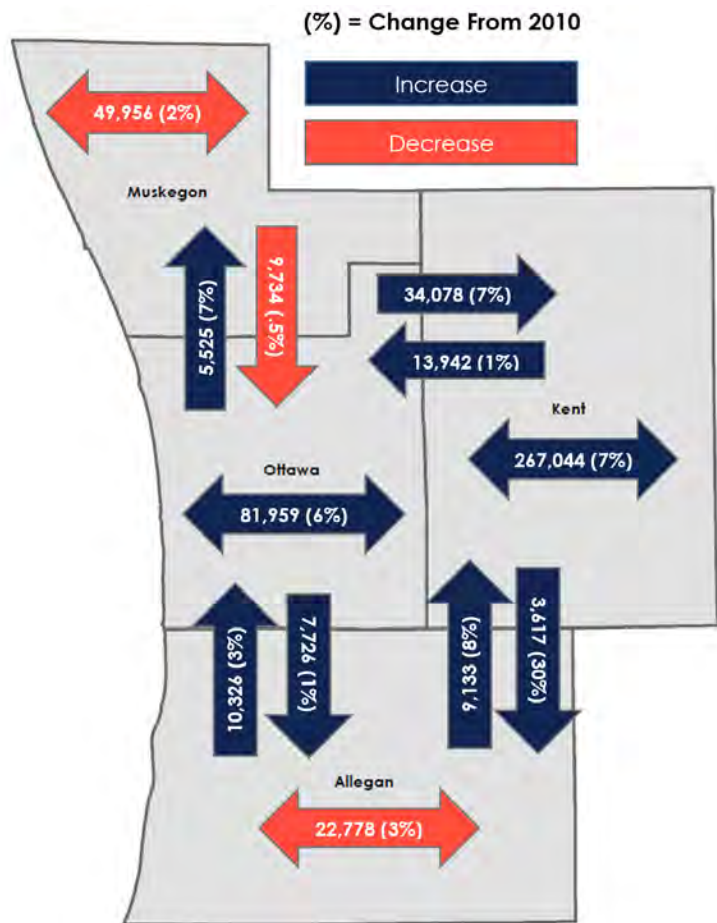 (%) = Change From 2010
Increase
Decrease
49,956 (2%)
Muskegon
5,525 (7%)
9,734 (.5%)
34,078 (7%)
13,942 (1%)
Kent
267,044 (7%)
Ottawa
81,959 (6%)
10,326 (3%)
7,726 (1%)
9,133 (8%)
3,617 (30%)
Allegan
22,778 (3%)